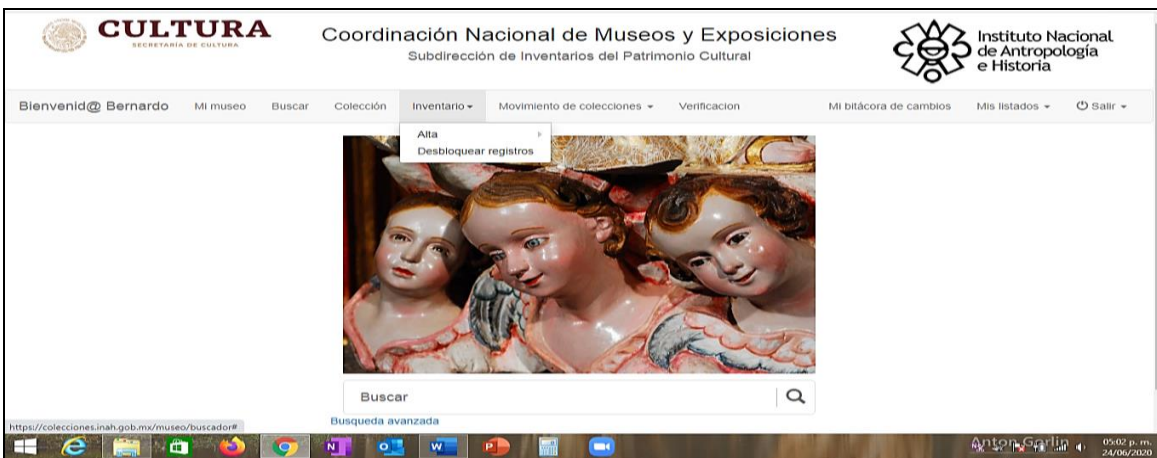 CULTURA
SECRETARÍA DE CULTURA
Coordinación Nacional de Museos y Exposiciones
Subdirección de Inventarios del Patrimonio Cultural
Instituto Nacional
de Antropología
e Historia
Bienvenid@ Bernardo Mi museo Buscar Colección Inventario Movimiento de colecciones Verificacion Mi bitácora de cambios Mis listados Salir
Alta
Desbloquear registros
Buscar
Busqueda avanzada
https://colecciones.inah.gob.mx/museo/buscador#
Anton Gorlin
05:02 p. m.
24/06/2020